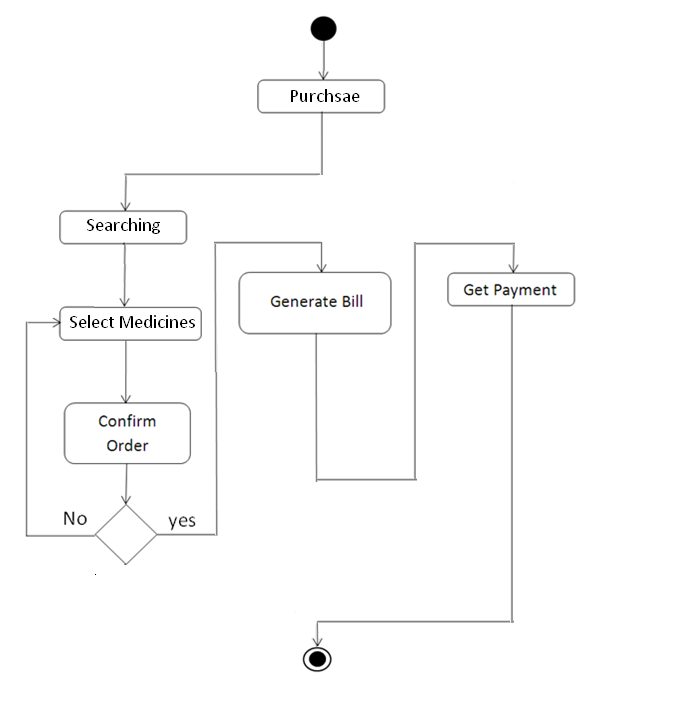 Purchsae
Searching
Select Medicines
Confirm
Order
No
yes
Generate Bill
Get Payment